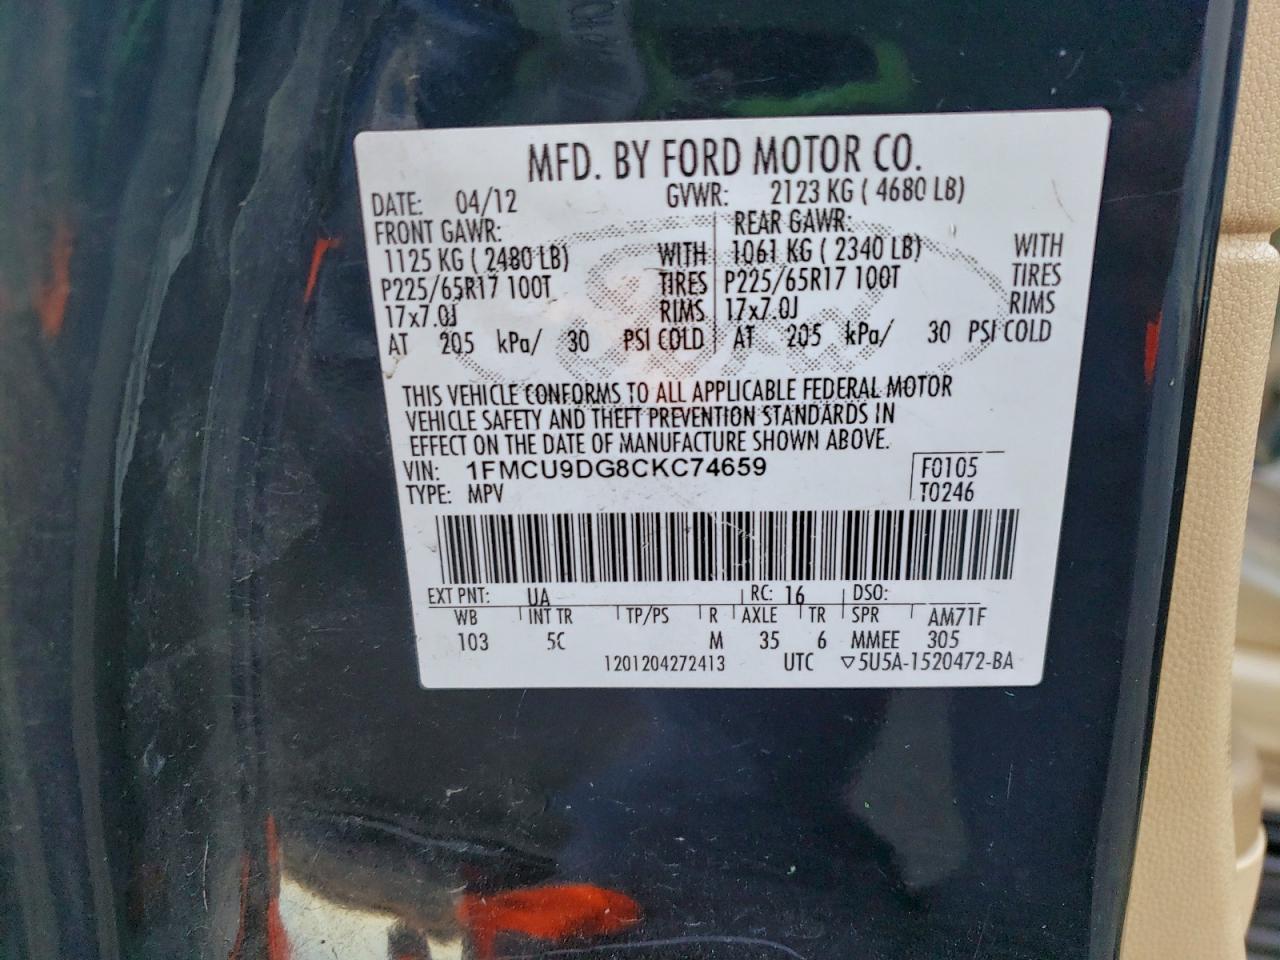 MFD. BY FORD MOTOR CO.
DATE: 04/12 GVWR: 2123 KG ( 4680 LB)
FRONT GAWR: REAR GAWR:
1125 KG ( 2480 LB) WITH 1061 KG ( 2340 LB) WITH
P225/65R17 100T TIRES P225/65R17 100T TIRES
17x7.0J RIMS 17x7.0J RIMS
AT 205 kPa/ 30 PSI COLD AT 205 kPa/ 30 PSI COLD
THIS VEHICLE CONFORMS TO ALL APPLICABLE FEDERAL MOTOR
VEHICLE SAFETY AND THEFT PREVENTION STANDARDS IN
EFFECT ON THE DATE OF MANUFACTURE SHOWN ABOVE.
VIN: 1FMCU9DG8CKC74659 F0105
TYPE: MPV T0246
EXT PNT: UA RC: 16 DSO:
WB INT TR TP/PS R AXLE TR SPR AM71F
103 5C M 35 6 MMEE 305
1201204272413 UTC ▽5U5A-1520472-BA